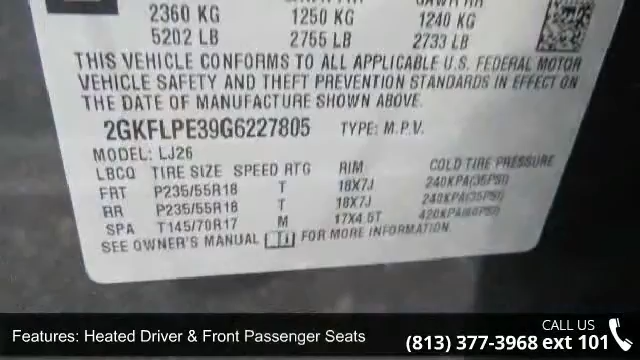 2360 KG 1250 KG 1240 KG
5202 LB 2755 LB 2733 LB
THIS VEHICLE CONFORMS TO ALL APPLICABLE U.S. FEDERAL MOTOR
VEHICLE SAFETY AND THEFT PREVENTION STANDARDS IN EFFECT ON
THE DATE OF MANUFACTURE SHOWN ABOVE.
2GKFLPE39G6227805 TYPE: M.P.V.
MODEL: LJ26
LBCQ TIRE SIZE SPEED RTG RIM COLD TIRE PRESSURE
FRT P235/55R18 T 18X7J 240KPA(35PSI)
RR P235/55R18 T 18X7J 240KPA(35PSI)
SPA T145/70R17 M 17X4.5T 420KPA(60PSI)
SEE OWNER'S MANUAL FOR MORE INFORMATION.
Features: Heated Driver & Front Passenger Seats
CALL US
(813) 377-3968 ext 101